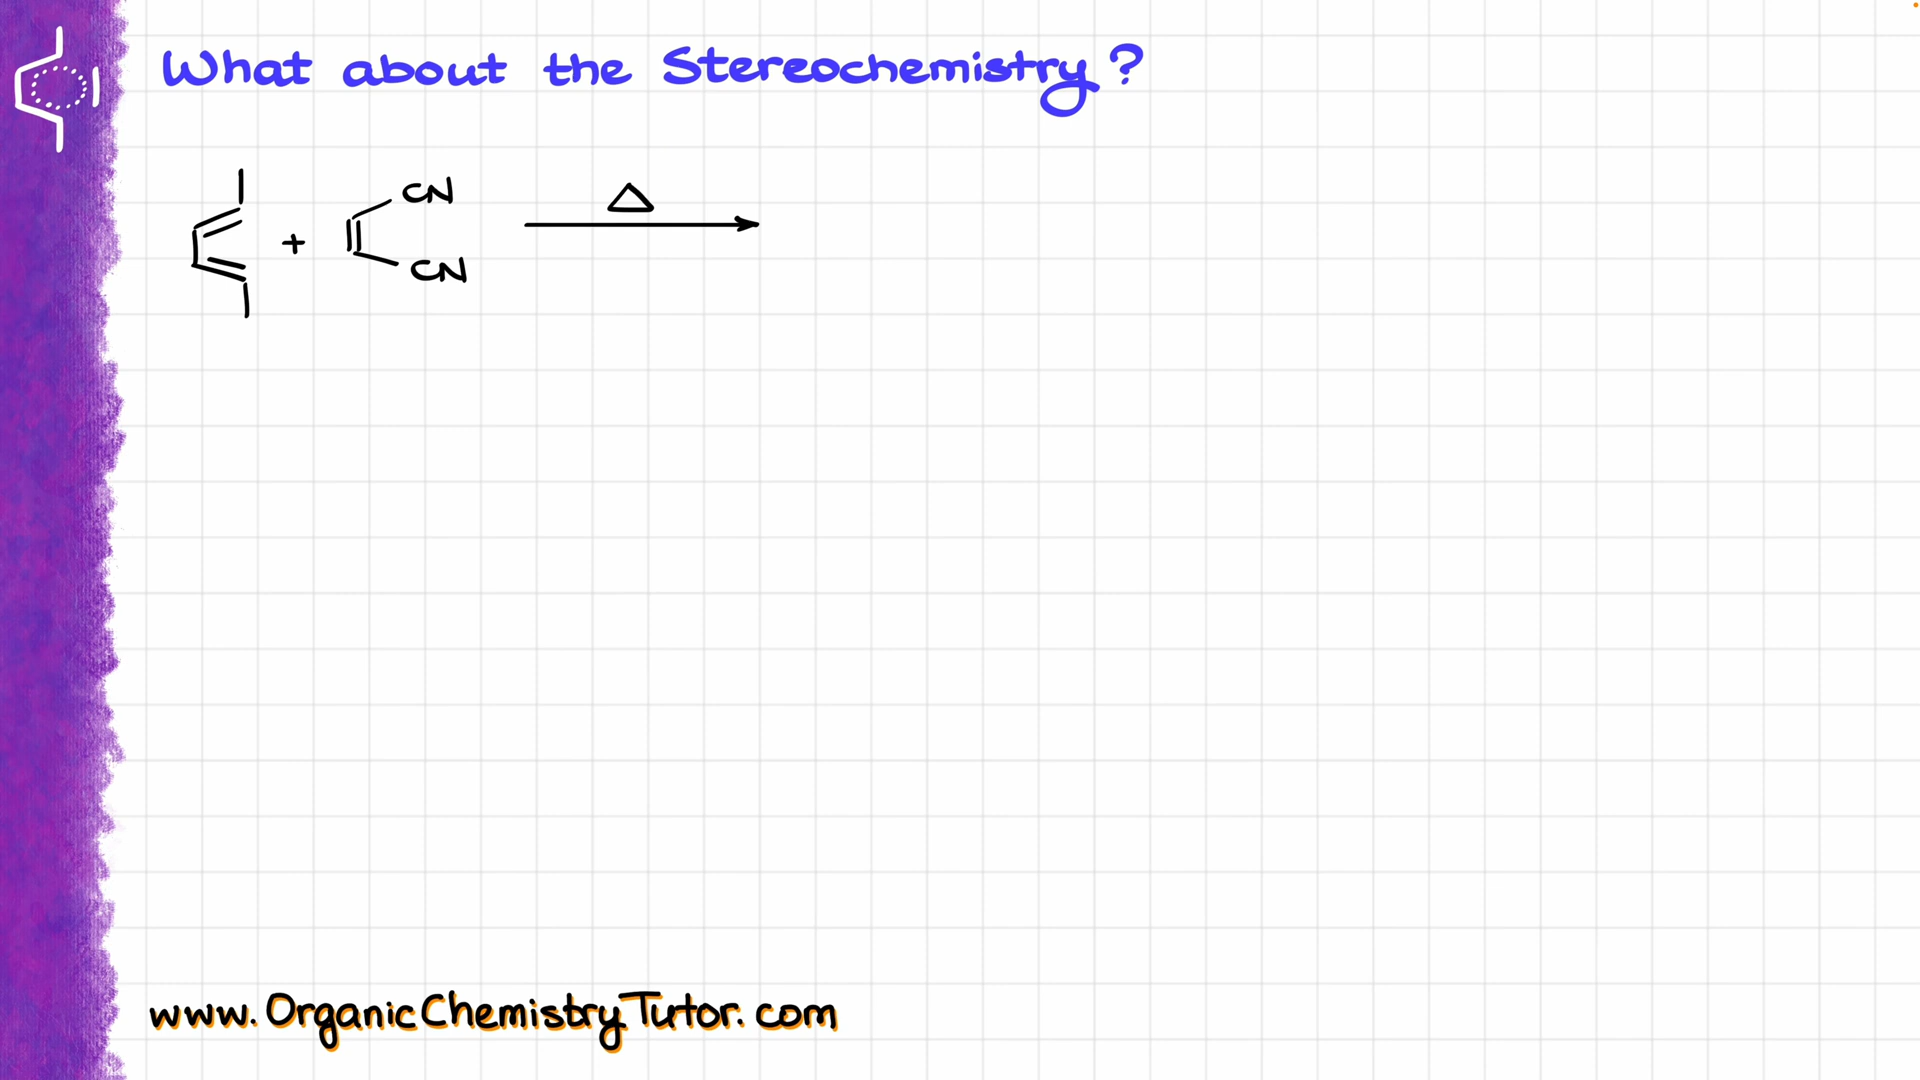 What about the Stereochemistry?
CN
+
Δ
CN
www.OrganicChemistryTutor.com